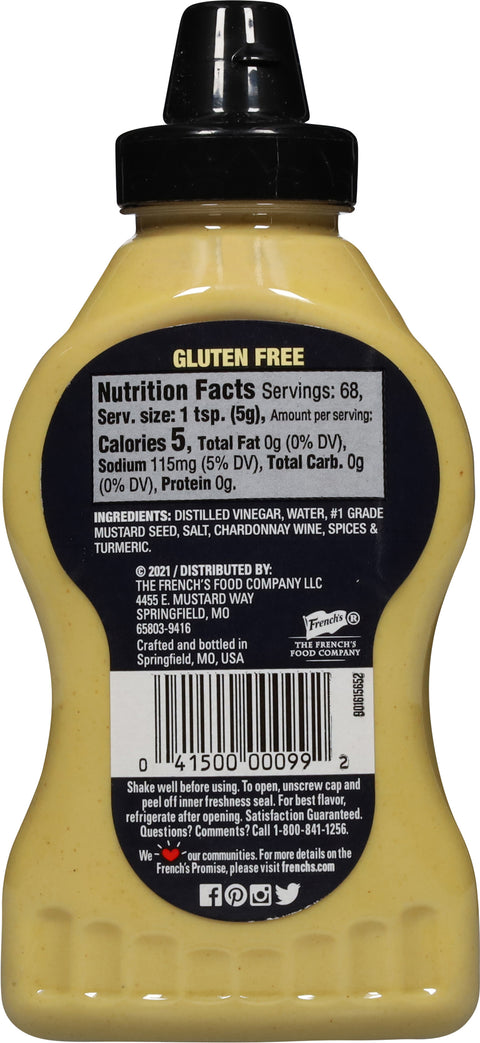 GLUTEN FREE
Nutrition Facts Servings: 68,
Serv. size: 1 tsp. (5g), Amount per serving:
Calories 5, Total Fat 0g (0% DV),
Sodium 115mg (5% DV), Total Carb. 0g
(0% DV), Protein 0g.
INGREDIENTS: DISTILLED VINEGAR, WATER, #1 GRADE
MUSTARD SEED, SALT, CHARDONNAY WINE, SPICES &
TURMERIC.
© 2021 / DISTRIBUTED BY:
THE FRENCH'S FOOD COMPANY LLC
4455 E. MUSTARD WAY
SPRINGFIELD, MO
65803-9416
Crafted and bottled in
Springfield, MO, USA
French's ®
THE FRENCH'S
FOOD COMPANY
901615652
0 41500 00099 2
Shake well before using. To open, unscrew cap and
peel off inner freshness seal. For best flavor,
refrigerate after opening. Satisfaction Guaranteed.
Questions? Comments? Call 1-800-841-1256.
We our communities. For more details on the
French's Promise, please visit frenchs.com